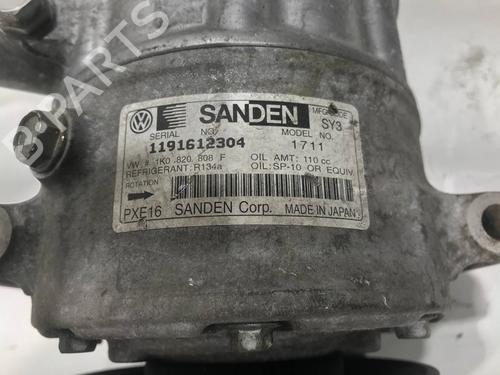 B-PARTS
SANDEN
MFG CODE
SY3
SERIAL NO. MODEL NO.
1191612304 1711
VW # 1K0 .820 .808 F OIL AMT: 110 cc
REFRIGERANT: R134a OIL:SP-10 OR EQUIV
ROTATION
PXE16 SANDEN Corp. MADE IN JAPAN